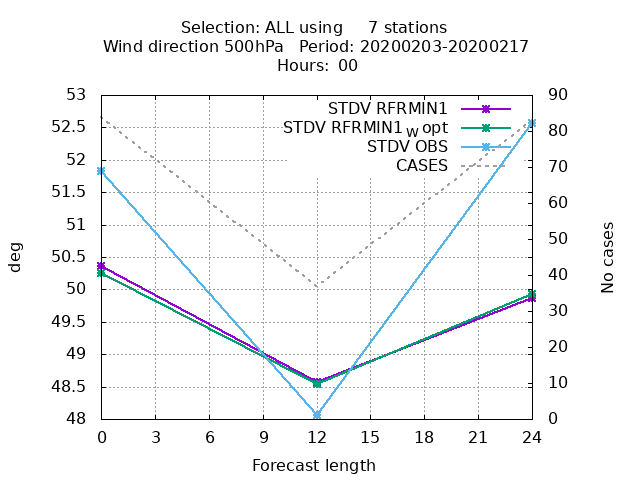 Selection: ALL using     7 stations
Wind direction 500hPa   Period: 20200203-20200217
Hours: 00
STDV RFRMIN1
STDV RFRMIN1 w opt
STDV OBS
CASES
53
52.5
52
51.5
51
50.5
50
49.5
49
48.5
48
90
80
70
60
50
40
30
20
10
0
deg
No cases
0 3 6 9 12 15 18 21 24
Forecast length